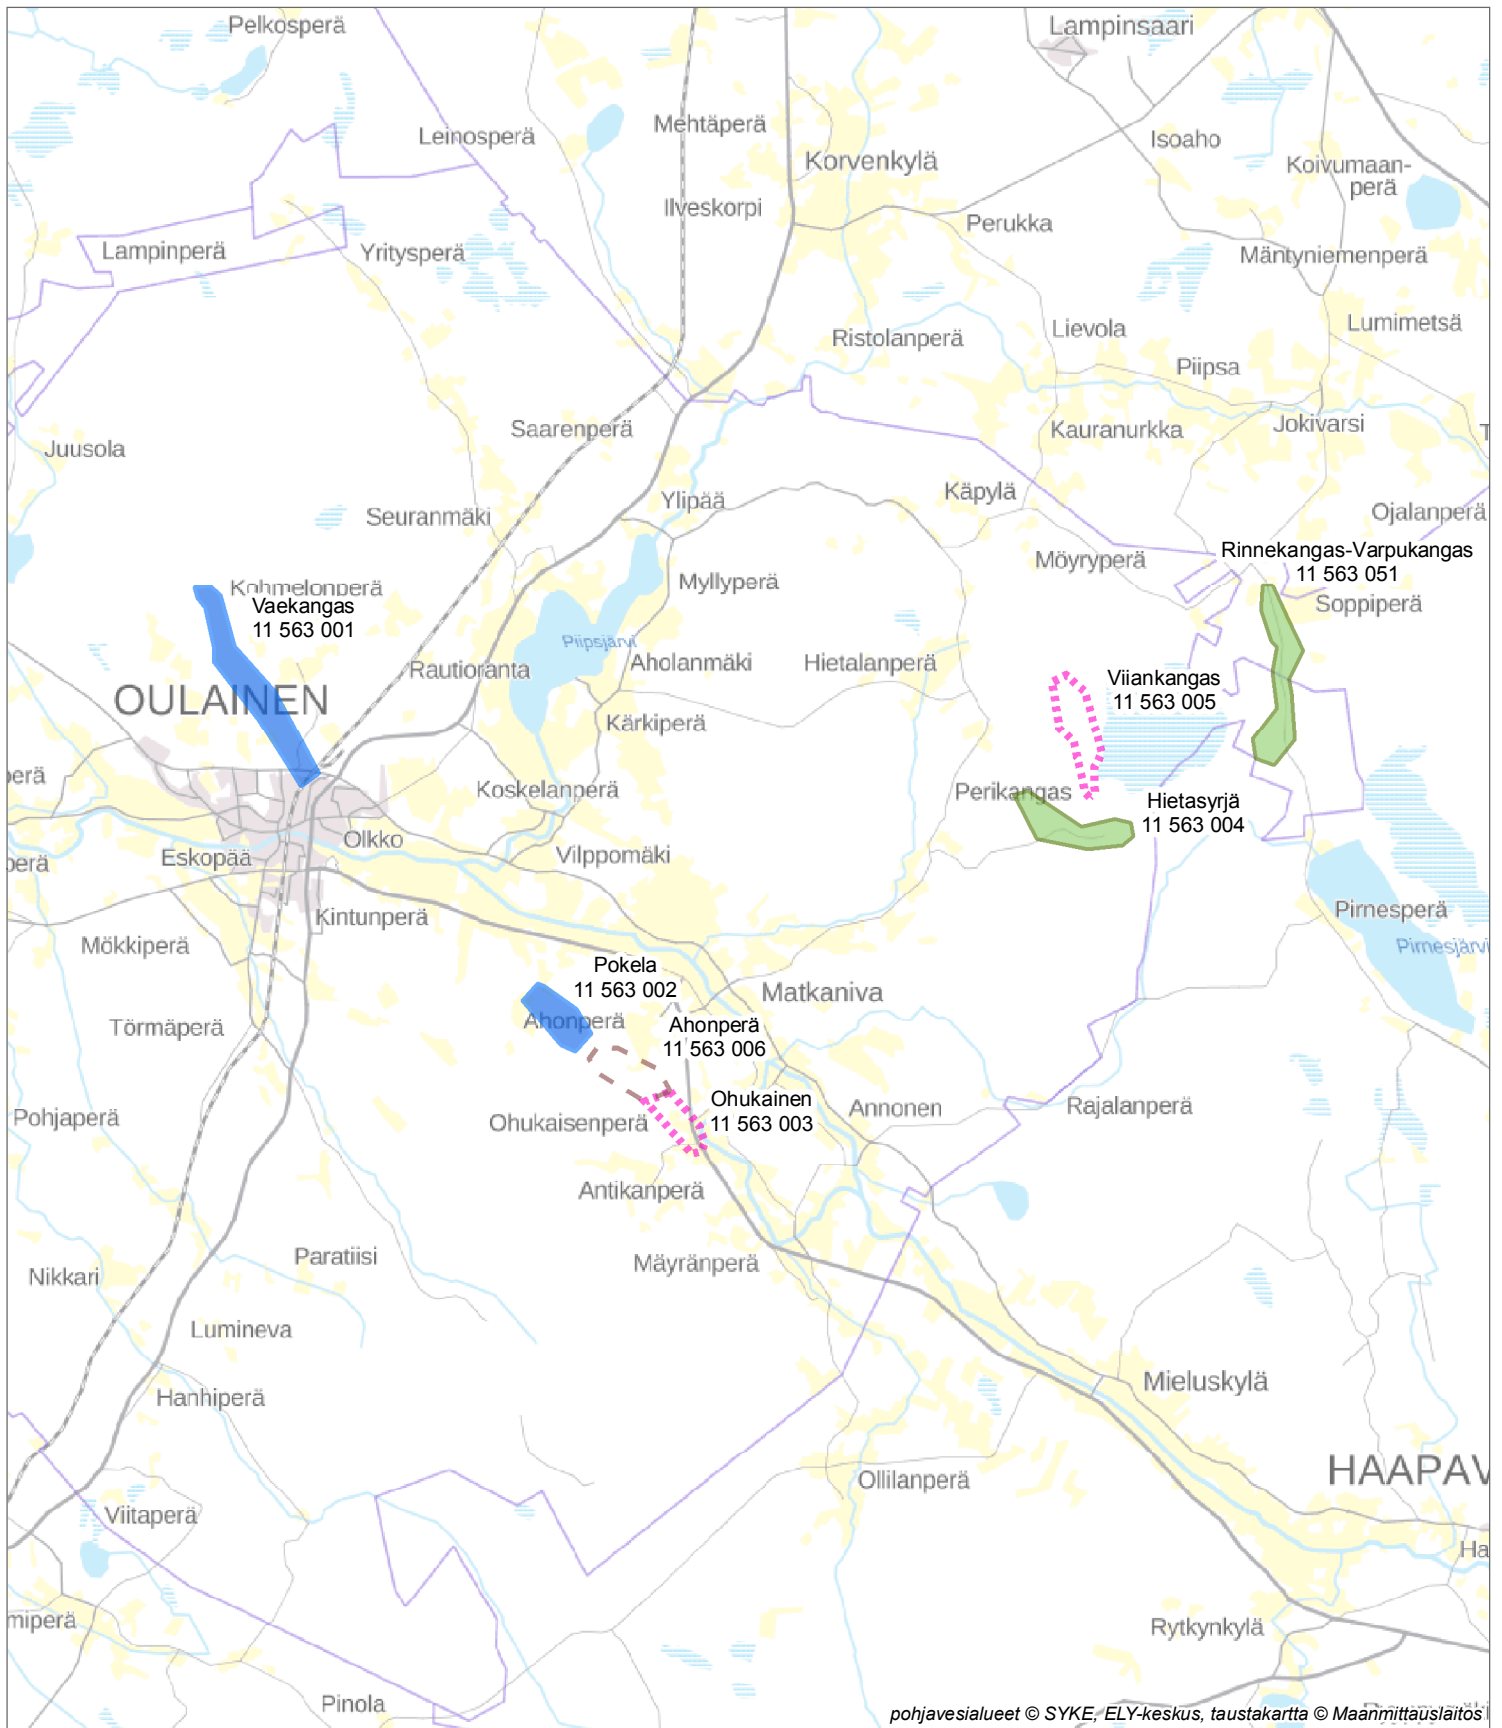 Pelkosperä
Lampinsaari
Leinosperä
Mehtäperä
Isoaho
Korvenkylä
Koivumaan-
perä
Ilveskorpi
Perukka
Lampinperä
Yritysperä
Mäntyniemenperä
Ristolanperä
Lievola
Lumimetsä
Piipsa
Saarenperä
Kauranurkka
Jokivarsi
Juusola
Käpylä
Ylipää
Seuranmäki
Ojalanperä
Möyryperä
Rinnekangas-Varpukangas
11 563 051
Kohmelonperä
Myllyperä
Soppiperä
Vaekangas
11 563 001
Piipsjärvi
Rautioranta
Aholanmäki
Hietalanperä
Viiankangas
11 563 005
OULAINEN
Kärkiperä
perä
Koskelanperä
Perikangas
Hietasyrjä
11 563 004
Olkko
Eskopää
Vilppomäki
perä
Kintunperä
Pirnesperä
Mökkiperä
Pirnesjärvi
Pokela
11 563 002
Matkaniva
Ahonperä
Törmäperä
Ahonperä
11 563 006
Ohukainen
11 563 003
Pohjaperä
Ohukaisenperä
Annonen
Rajalanperä
Antikanperä
Paratiisi
Mäyränperä
Nikkari
Lumineva
Mieluskylä
Hanhiperä
HAAPAV
Ollilanperä
Viitaperä
Ha
miperä
Rytkynkylä
Pinola
pohjavesialueet © SYKE, ELY-keskus, taustakartta © Maanmittauslaitos